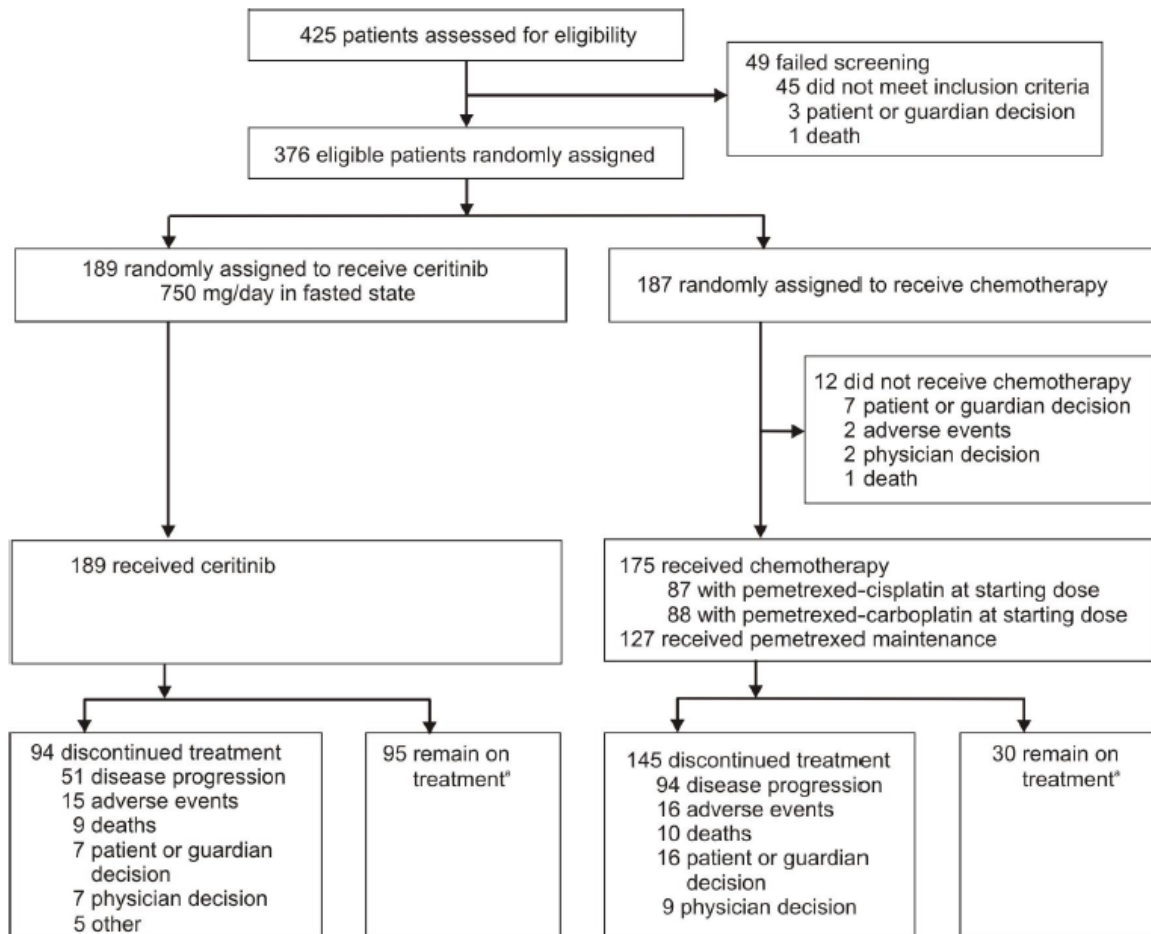 425 patients assessed for eligibility
49 failed screening
45 did not meet inclusion criteria
3 patient or guardian decision
1 death
376 eligible patients randomly assigned
189 randomly assigned to receive ceritinib
750 mg/day in fasted state
187 randomly assigned to receive chemotherapy
12 did not receive chemotherapy
7 patient or guardian decision
2 adverse events
2 physician decision
1 death
189 received ceritinib
175 received chemotherapy
87 with pemetrexed-cisplatin at starting dose
88 with pemetrexed-carboplatin at starting dose
127 received pemetrexed maintenance
94 discontinued treatment
51 disease progression
15 adverse events
9 deaths
7 patient or guardian
decision
7 physician decision
5 other
95 remain on
treatmentª
145 discontinued treatment
94 disease progression
16 adverse events
10 deaths
16 patient or guardian
decision
9 physician decision
30 remain on
treatmentª